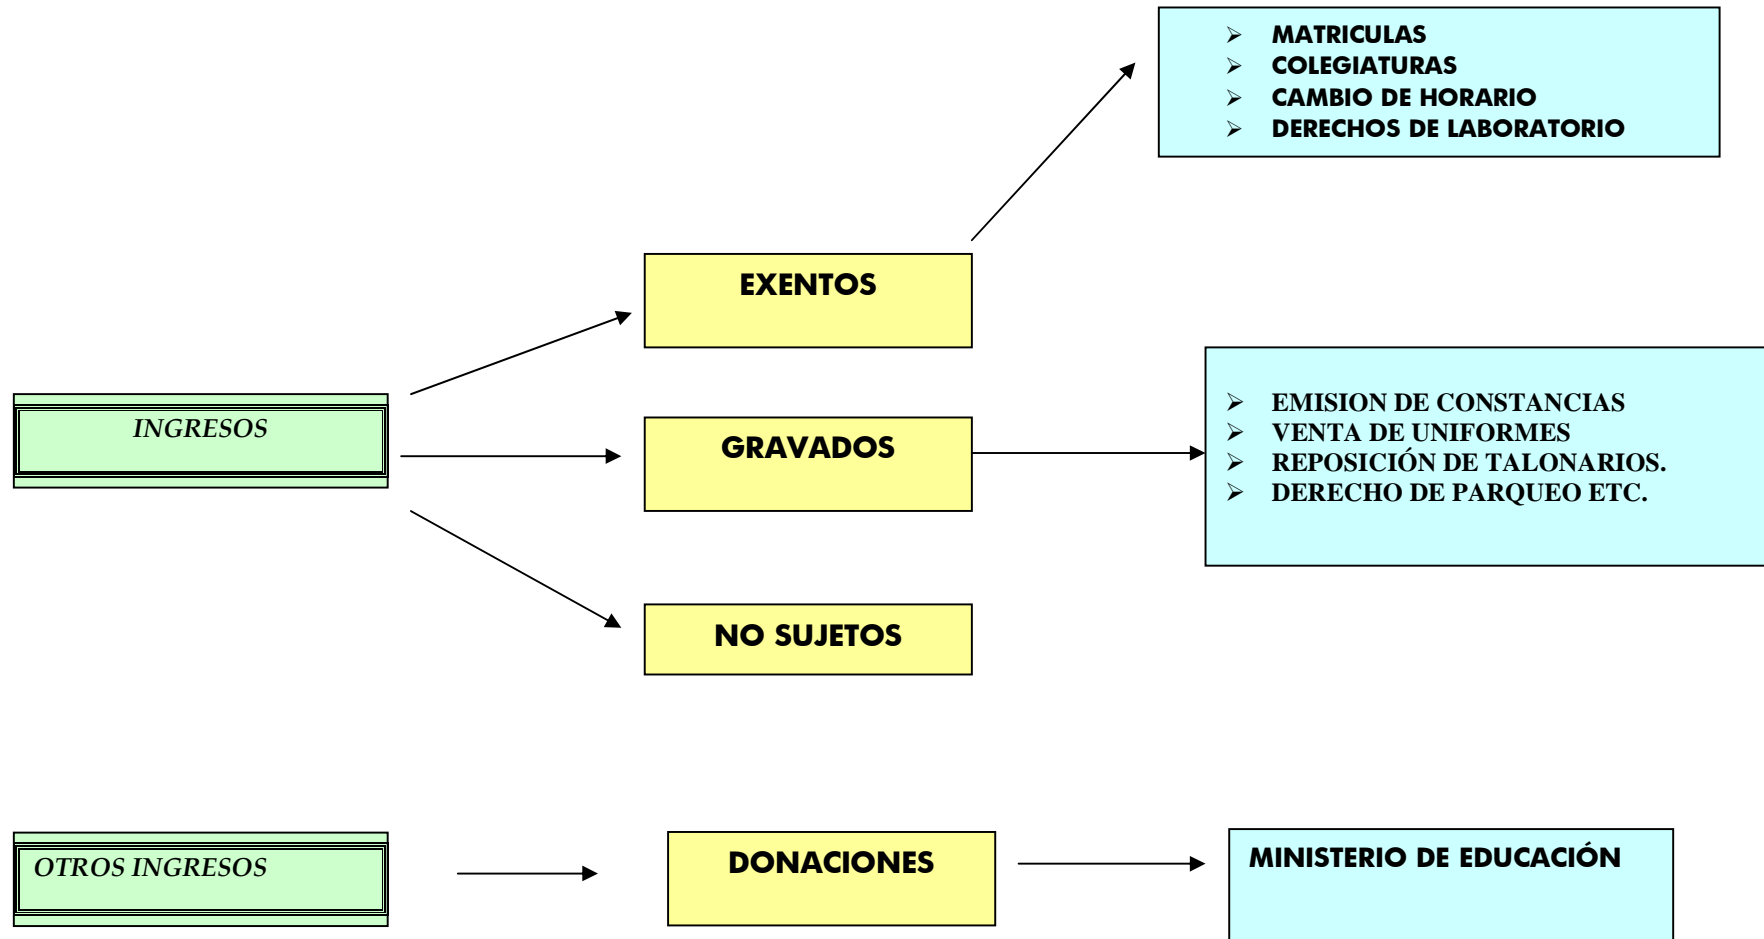 ➢ MATRICULAS
➢ COLEGIATURAS
➢ CAMBIO DE HORARIO
➢ DERECHOS DE LABORATORIO
EXENTOS
INGRESOS
GRAVADOS
➢ EMISION DE CONSTANCIAS
➢ VENTA DE UNIFORMES
➢ REPOSICIÓN DE TALONARIOS.
➢ DERECHO DE PARQUEO ETC.
NO SUJETOS
OTROS INGRESOS
DONACIONES
MINISTERIO DE EDUCACIÓN